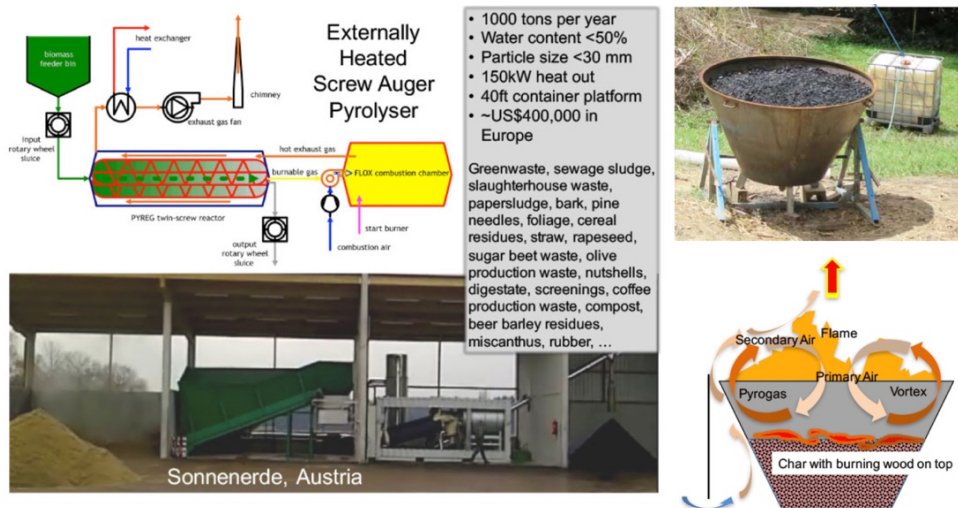 biomass
feeder bin
heat exchanger
chimney
exhaust gas fan
input
rotary wheel
sluice
hot exhaust gas
burnable gas
FLOX combustion chamber
PYREG twin-screw reactor
start burner
combustion air
output
rotary wheel
sluice
Externally
Heated
Screw Auger
Pyrolyser
• 1000 tons per year
• Water content <50%
• Particle size <30 mm
• 150kW heat out
• 40ft container platform
• ~US$400,000 in
Europe
Greenwaste, sewage sludge,
slaughterhouse waste,
papersludge, bark, pine
needles, foliage, cereal
residues, straw, rapeseed,
sugar beet waste, olive
production waste, nutshells,
digestate, screenings, coffee
production waste, compost,
beer barley residues,
miscanthus, rubber, …
Sonnenerde, Austria
Flame
Secondary Air
Primary Air
Pyrogas
Vortex
Char with burning wood on top